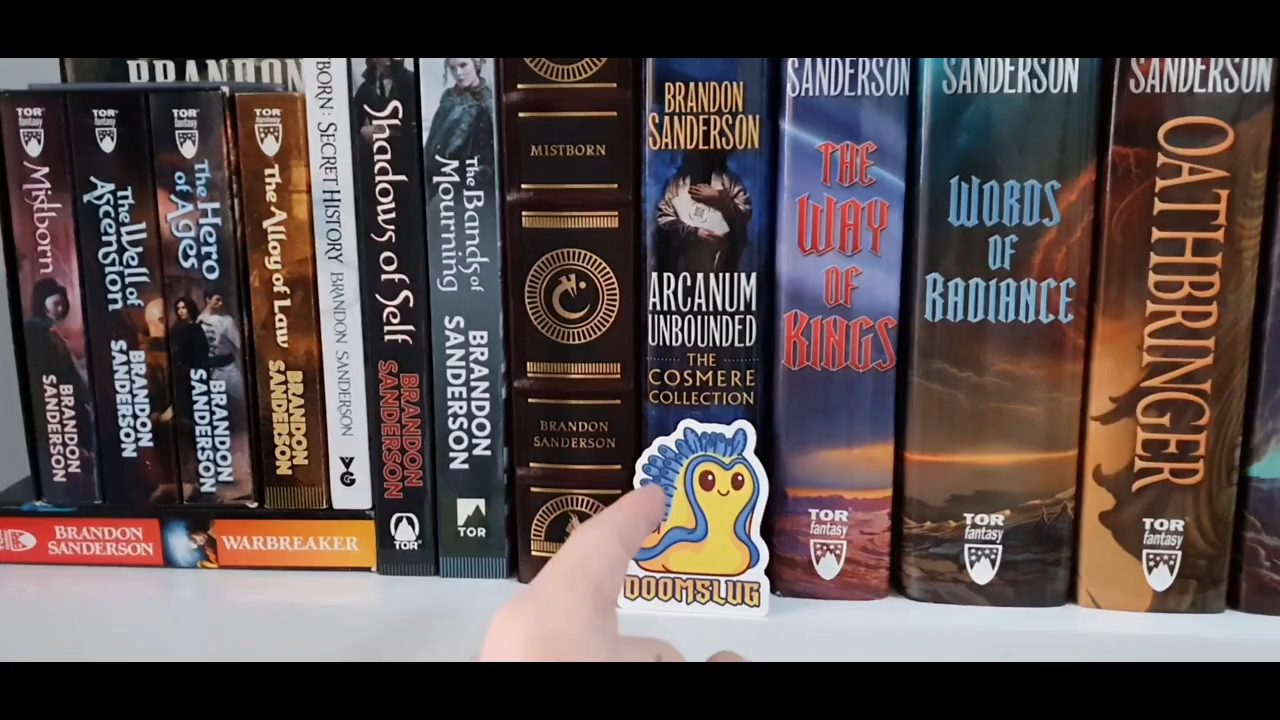 BRANDON
TOR
fantasy
Mistborn
BRANDON
SANDERSON
TOR
fantasy
The Well of
Ascension
BRANDON
SANDERSON
TOR
fantasy
The Hero
of Ages
BRANDON
SANDERSON
TOR
fantasy
The Alloy of Law
BRANDON
SANDERSON
BORN: SECRET HISTORY BRANDON SANDERSON
Shadows of Self
BRANDON
SANDERSON
TOR
The Bands of
Mourning
BRANDON
SANDERSON
TOR
MISTBORN
BRANDON
SANDERSON
BRANDON
SANDERSON
ARCANUM
UNBOUNDED
THE
COSMERE
COLLECTION
DOOMSLUG
SANDERSON
THE
WAY
OF
KINGS
TOR
fantasy
SANDERSON
WORDS
OF
RADIANCE
TOR
fantasy
SANDERSON
OATHBRINGER
TOR
fantasy
BRANDON
SANDERSON
WARBREAKER